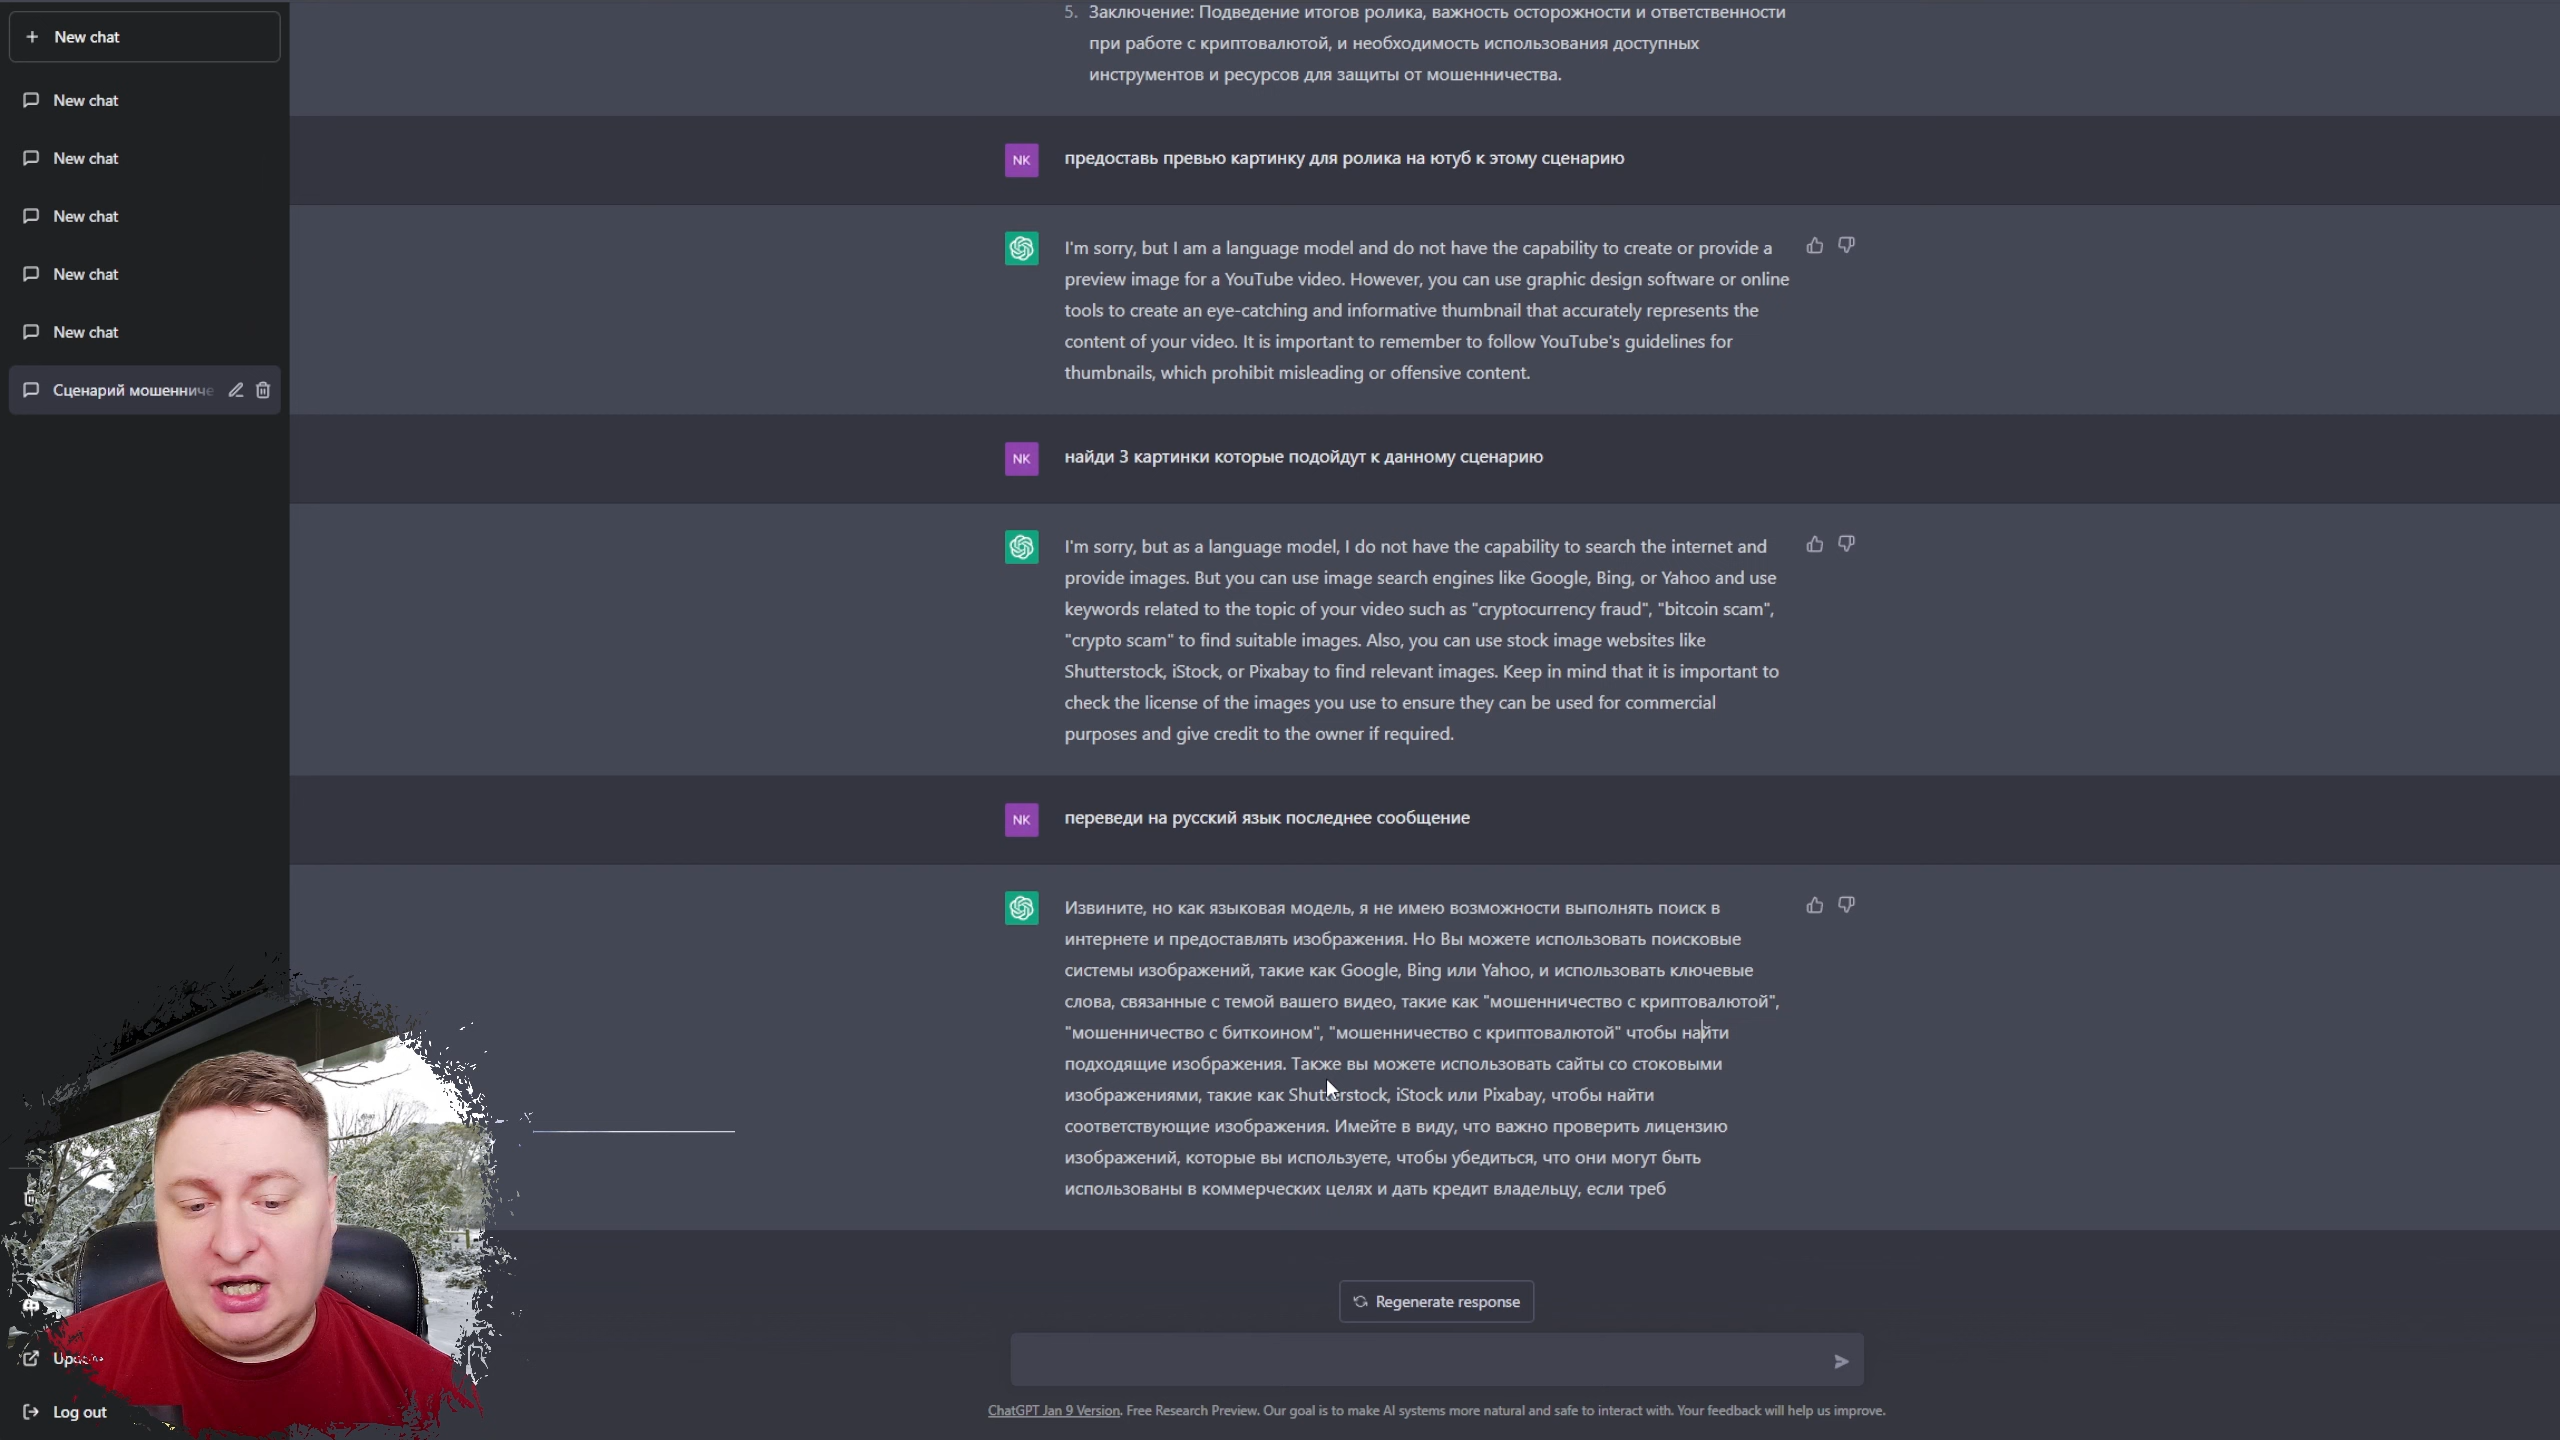 New chat
New chat
New chat
New chat
New chat
New chat
Сценарий мошенниче
Log out
5. Заключение: Подведение итогов ролика, важность осторожности и ответственности
при работе с криптовалютой, и необходимость использования доступных
инструментов и ресурсов для защиты от мошенничества.
NK
предоставь превью картинку для ролика на ютуб к этому сценарию
I'm sorry, but I am a language model and do not have the capability to create or provide a
preview image for a YouTube video. However, you can use graphic design software or online
tools to create an eye-catching and informative thumbnail that accurately represents the
content of your video. It is important to remember to follow YouTube's guidelines for
thumbnails, which prohibit misleading or offensive content.
NK
найди 3 картинки которые подойдут к данному сценарию
I'm sorry, but as a language model, I do not have the capability to search the internet and
provide images. But you can use image search engines like Google, Bing, or Yahoo and use
keywords related to the topic of your video such as "cryptocurrency fraud", "bitcoin scam",
"crypto scam" to find suitable images. Also, you can use stock image websites like
Shutterstock, iStock, or Pixabay to find relevant images. Keep in mind that it is important to
check the license of the images you use to ensure they can be used for commercial
purposes and give credit to the owner if required.
NK
переведи на русский язык последнее сообщение
Извините, но как языковая модель, я не имею возможности выполнять поиск в
интернете и предоставлять изображения. Но Вы можете использовать поисковые
системы изображений, такие как Google, Bing или Yahoo, и использовать ключевые
слова, связанные с темой вашего видео, такие как "мошенничество с криптовалютой",
"мошенничество с биткоином", "мошенничество с криптовалютой" чтобы найти
подходящие изображения. Также вы можете использовать сайты со стоковыми
изображениями, такие как Shutterstock, iStock или Pixabay, чтобы найти
соответствующие изображения. Имейте в виду, что важно проверить лицензию
изображений, которые вы используете, чтобы убедиться, что они могут быть
использованы в коммерческих целях и дать кредит владельцу, если треб
Regenerate response
ChatGPT Jan 9 Version. Free Research Preview. Our goal is to make AI systems more natural and safe to interact with. Your feedback will help us improve.